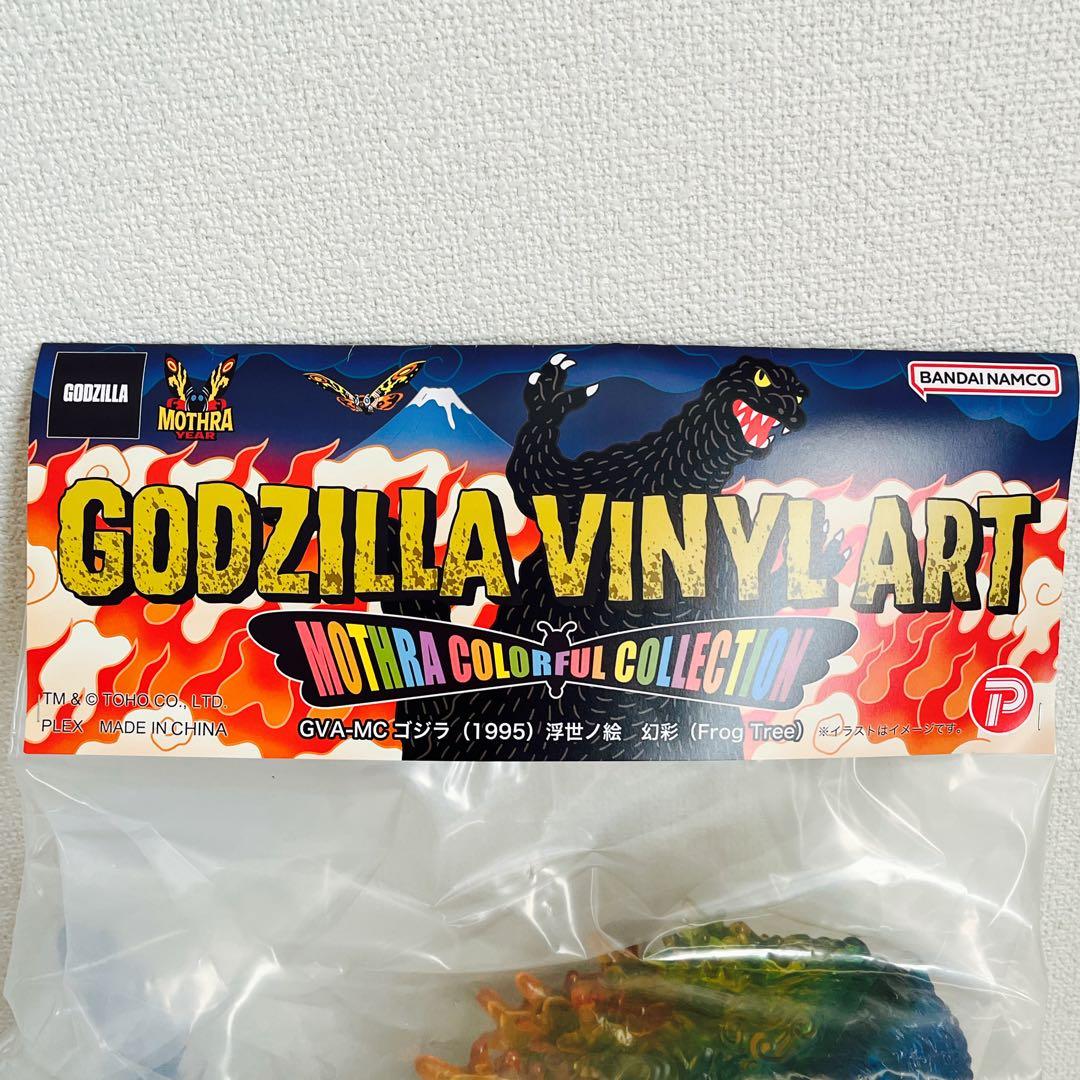 GODZILLA
MOTHRA
YEAR
BANDAI NAMCO
GODZILLA VINYL ART
MOTHRA COLORFUL COLLECTION
TM & © TOHO CO., LTD.
PLEX MADE IN CHINA
GVA-MC ゴジラ（1995）浮世ノ絵 幻彩（Frog Tree）
※イラストはイメージです。
P